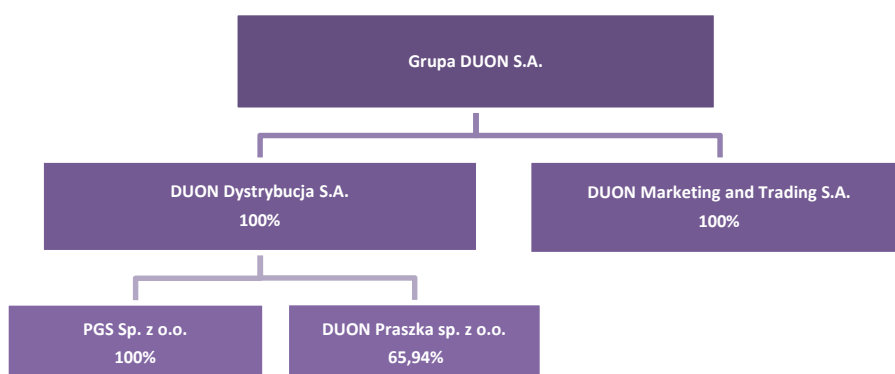 Grupa DUON S.A.
DUON Dystrybucja S.A.
100%
DUON Marketing and Trading S.A.
100%
PGS Sp. z o.o.
100%
DUON Praszka sp. z o.o.
65,94%